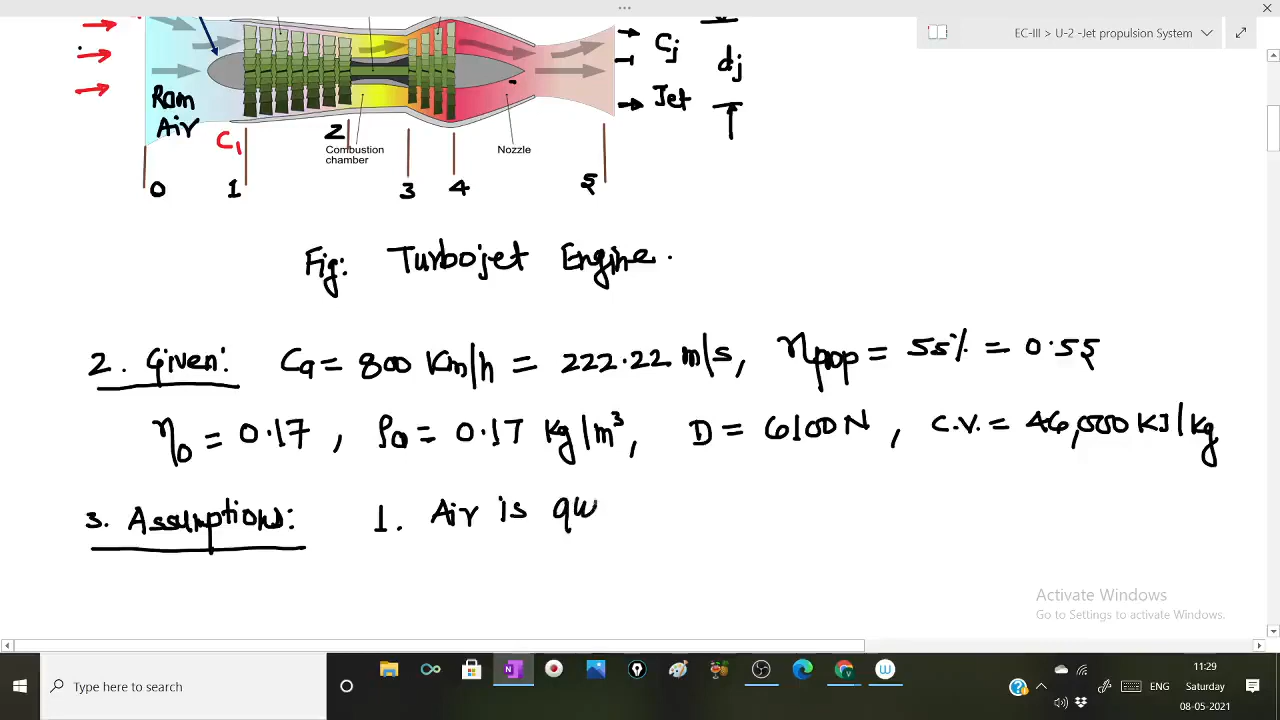 EC-III > U-2 -Jet propulsion System
Cj
dj
Jet
Ram
Air
C1
2
Combustion
chamber
Nozzle
0 1 3 4 5
Fig: Turbojet Engine.
2. Given: Ca = 800 Km/h = 222.22 m/s, ηprop = 55% = 0.55
η0 = 0.17, ρa = 0.17 kg/m³, D = 6100 N, C.V. = 46,000 KJ/kg
3. Assumptions: 1. Air is
Activate Windows
Go to Settings to activate Windows.
Type here to search
ENG
11:29
Saturday
08-05-2021